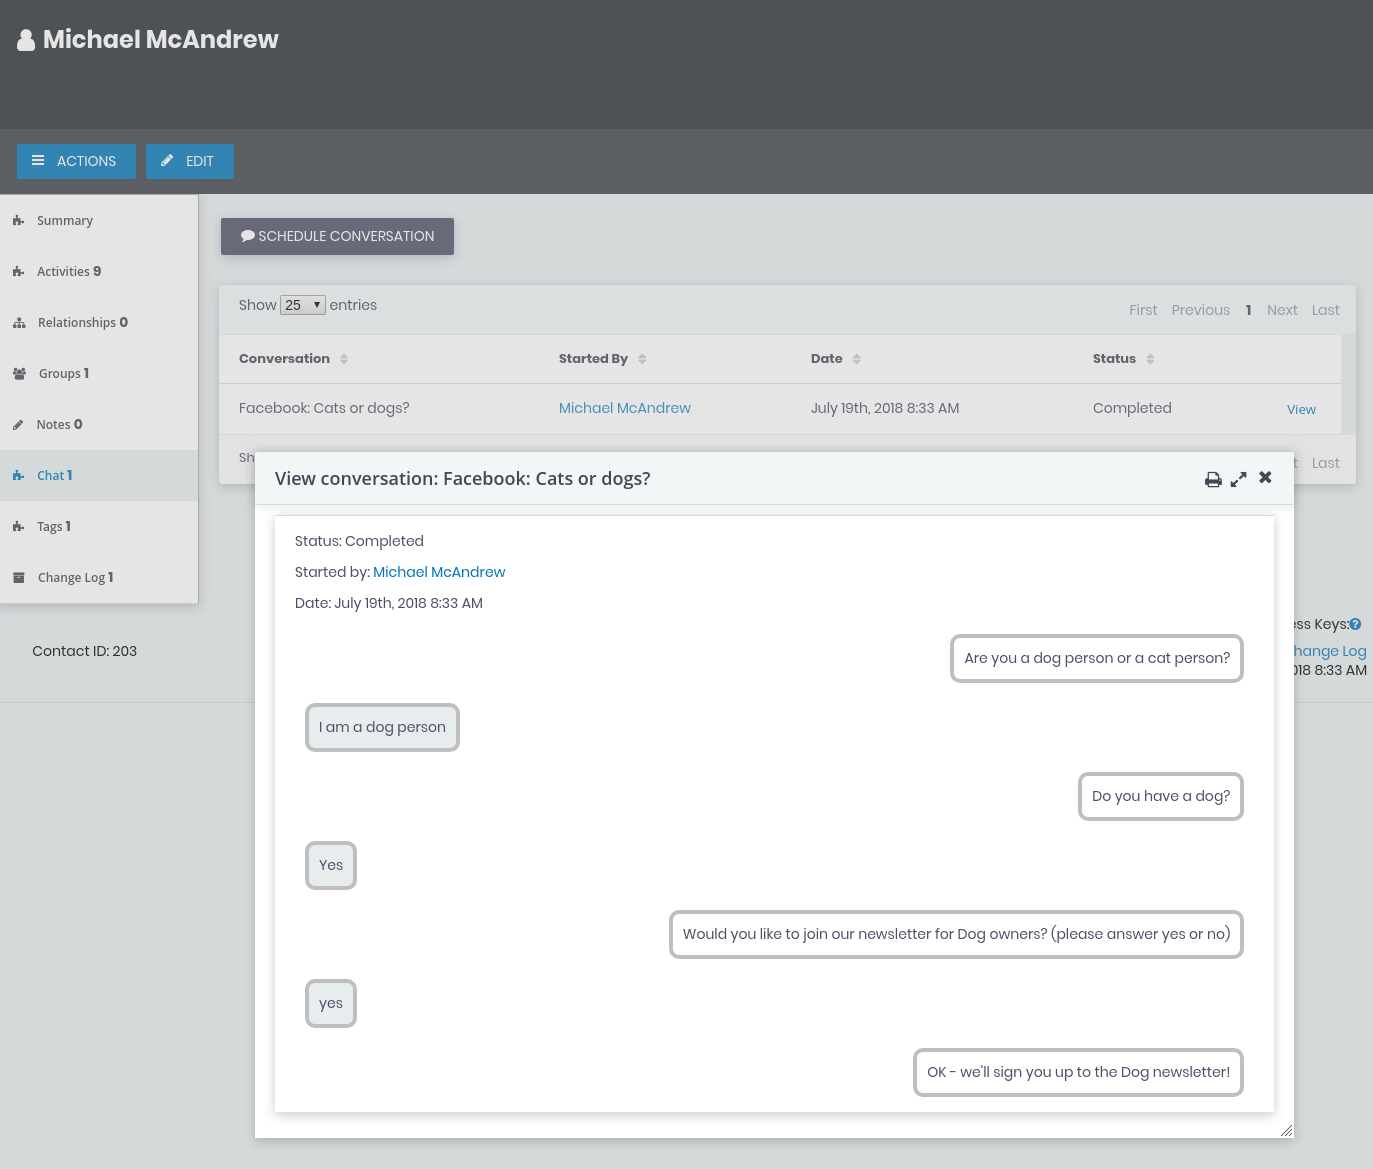 Michael McAndrew
ACTIONS EDIT
Summary
Activities 9
Relationships 0
Groups 1
Notes 0
Chat 1
Tags 1
Change Log 1
SCHEDULE CONVERSATION
Show 25 entries
First Previous 1 Next Last
Conversation Started By Date Status
Facebook: Cats or dogs? Michael McAndrew July 19th, 2018 8:33 AM Completed View
Last
View conversation: Facebook: Cats or dogs?
Status: Completed
Started by: Michael McAndrew
Date: July 19th, 2018 8:33 AM
Are you a dog person or a cat person?
I am a dog person
Do you have a dog?
Yes
Would you like to join our newsletter for Dog owners? (please answer yes or no)
yes
OK - we'll sign you up to the Dog newsletter!
Contact ID: 203
Keys:
Log
8:33 AM